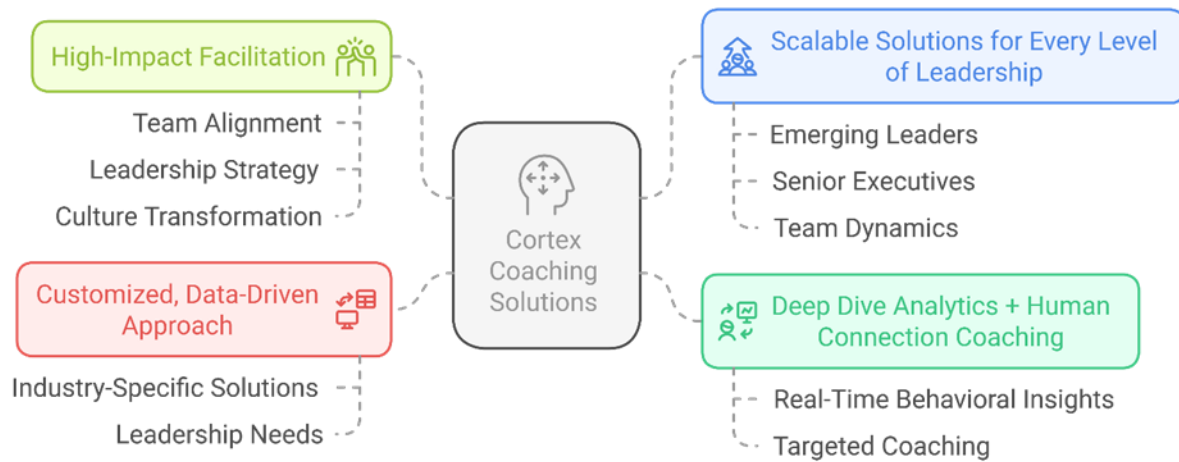 High-Impact Facilitation
Team Alignment
Leadership Strategy
Culture Transformation
Customized, Data-Driven
Approach
Industry-Specific Solutions
Leadership Needs
Cortex
Coaching
Solutions
Scalable Solutions for Every Level
of Leadership
Emerging Leaders
Senior Executives
Team Dynamics
Deep Dive Analytics + Human
Connection Coaching
Real-Time Behavioral Insights
Targeted Coaching